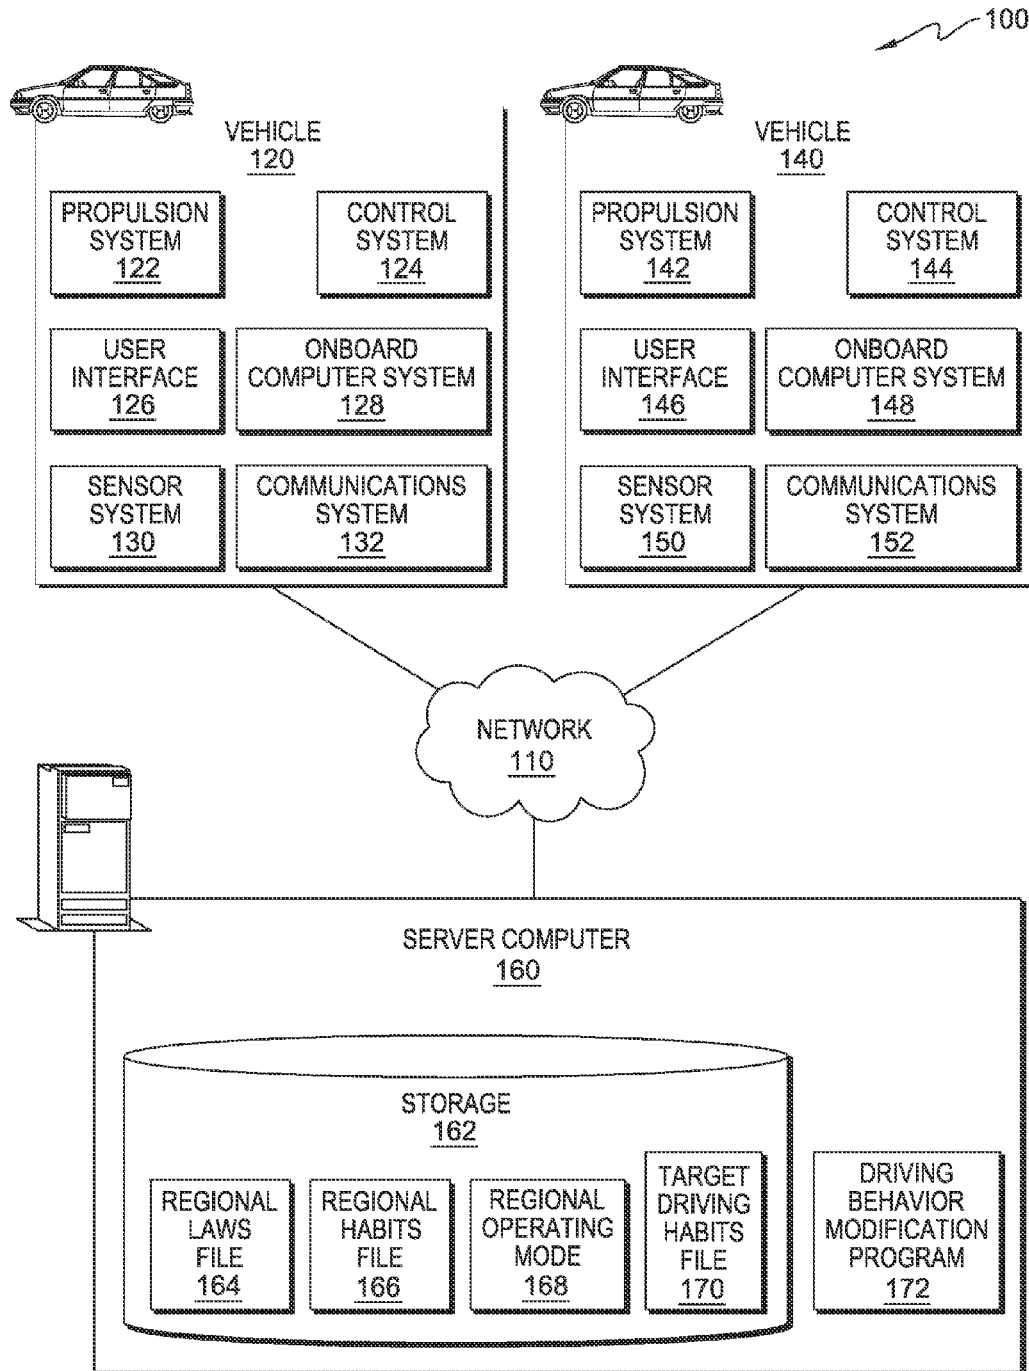 100
VEHICLE
120
PROPULSION
SYSTEM
122
CONTROL
SYSTEM
124
USER
INTERFACE
126
ONBOARD
COMPUTER SYSTEM
128
SENSOR
SYSTEM
130
COMMUNICATIONS
SYSTEM
132
VEHICLE
140
PROPULSION
SYSTEM
142
CONTROL
SYSTEM
144
USER
INTERFACE
146
ONBOARD
COMPUTER SYSTEM
148
SENSOR
SYSTEM
150
COMMUNICATIONS
SYSTEM
152
NETWORK
110
SERVER COMPUTER
160
STORAGE
162
REGIONAL
LAWS
FILE
164
REGIONAL
HABITS FILE
166
REGIONAL
OPERATING
MODE
168
TARGET
DRIVING
HABITS
FILE
170
DRIVING
BEHAVIOR
MODIFICATION
PROGRAM
172